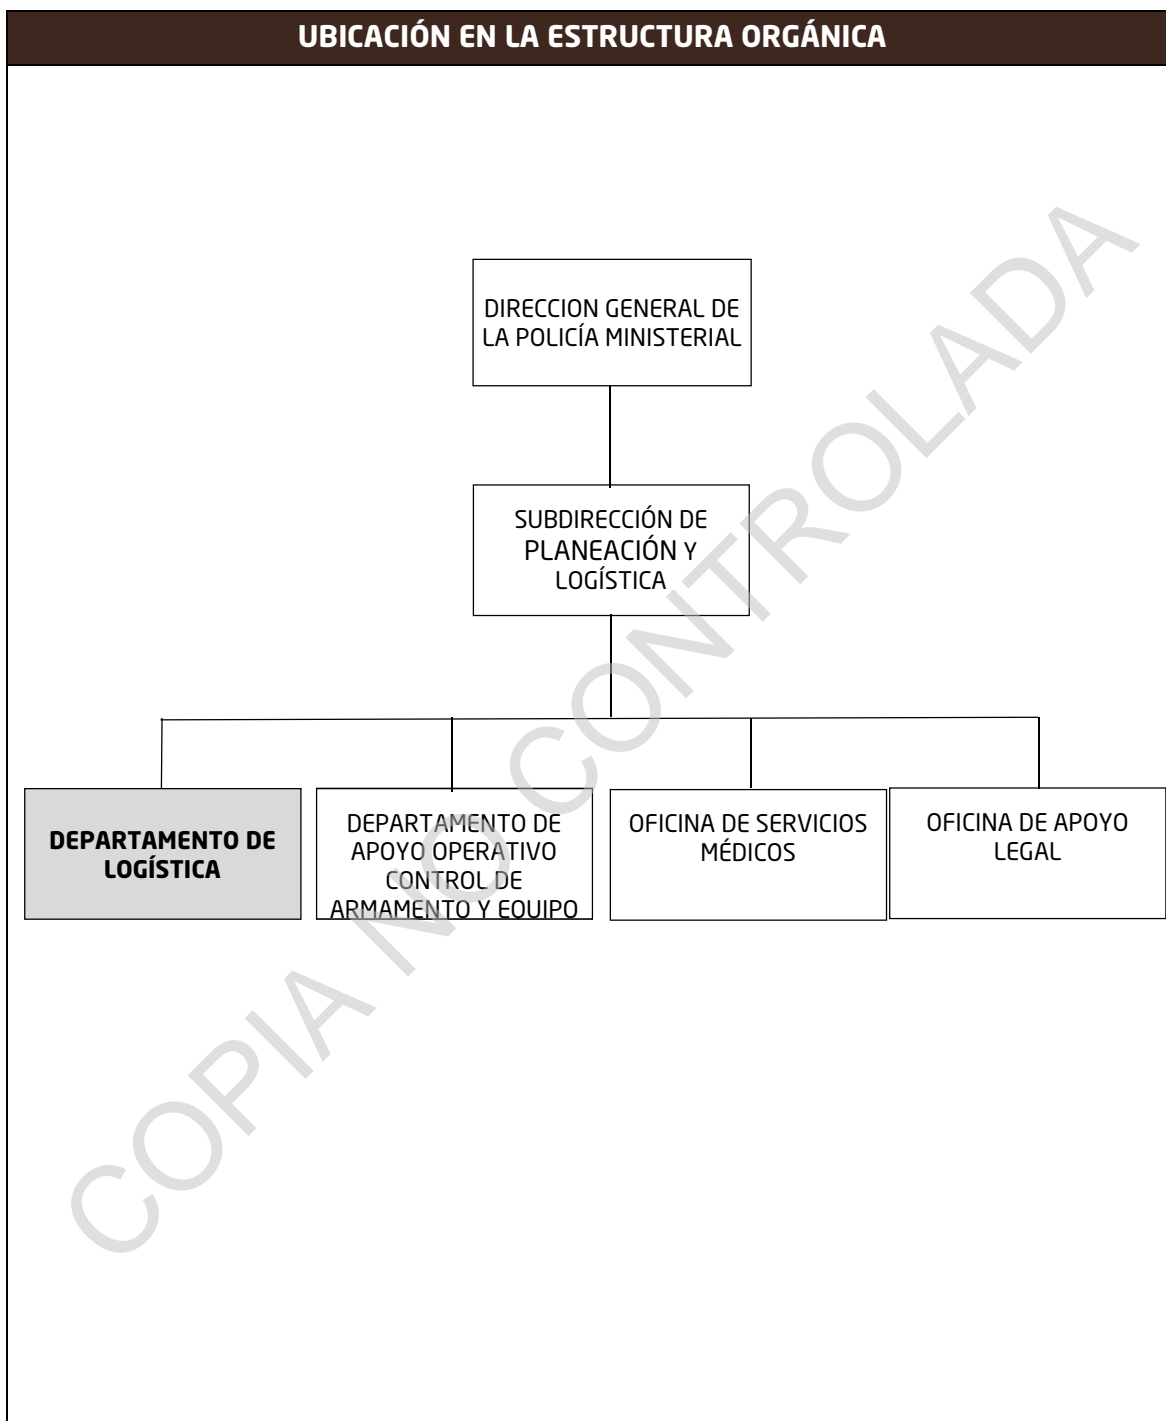 UBICACIÓN EN LA ESTRUCTURA ORGÁNICA
DIRECCION GENERAL DE
LA POLICÍA MINISTERIAL
SUBDIRECCIÓN DE
PLANEACIÓN Y
LOGÍSTICA
DEPARTAMENTO DE
LOGÍSTICA
DEPARTAMENTO DE
APOYO OPERATIVO
CONTROL DE
ARMAMENTO Y EQUIPO
OFICINA DE SERVICIOS
MÉDICOS
OFICINA DE APOYO
LEGAL
COPIA NO CONTROLADA